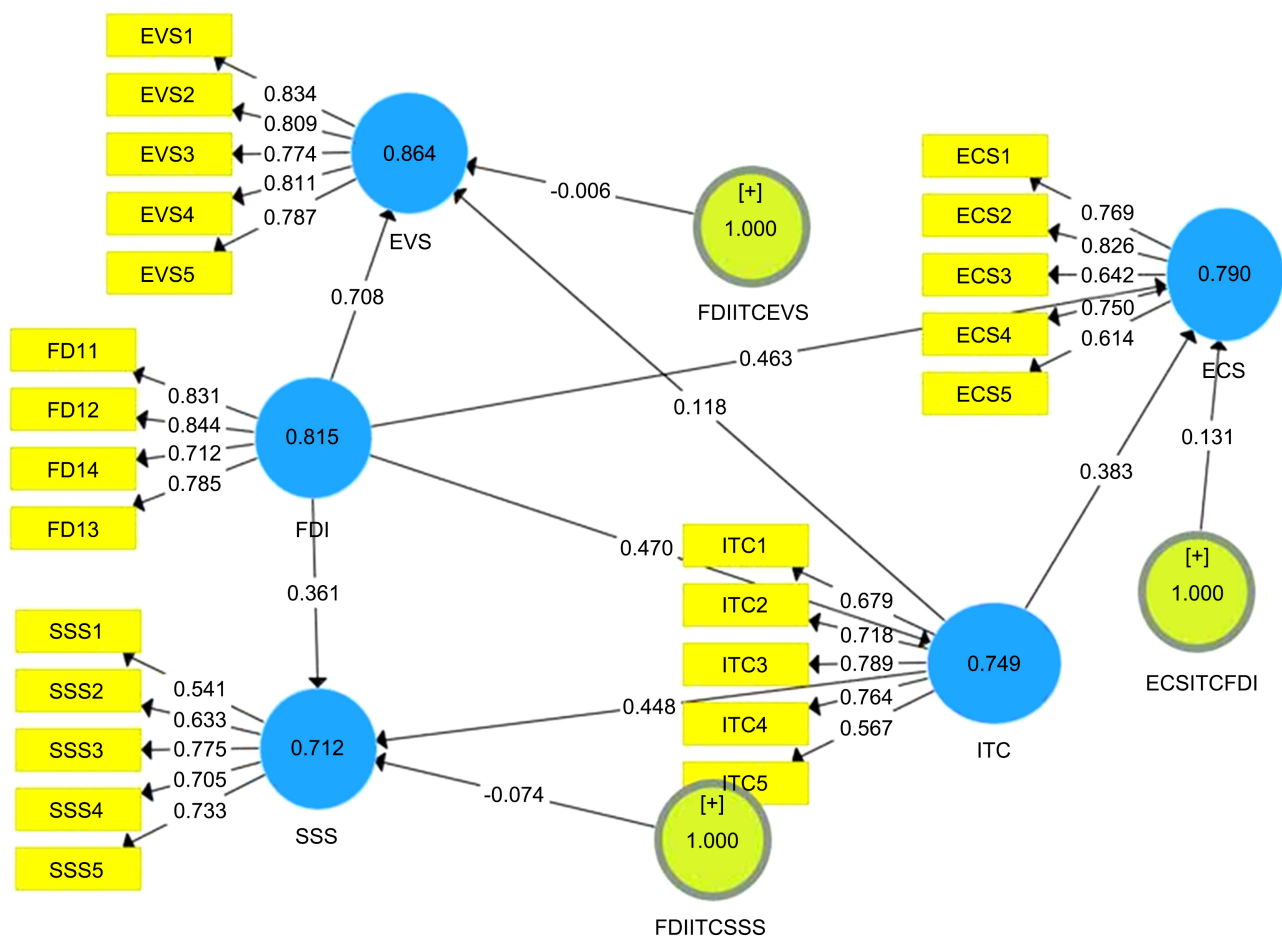 EVS1
EVS2
EVS3
EVS4
EVS5
0.834
0.809
0.774
0.811
0.787
0.864
EVS
-0.006
[+]
1.000
FDIITCEVS
ECS1
ECS2
ECS3
ECS4
ECS5
0.769
0.826
0.642
0.750
0.614
0.790
ECS
0.708
0.463
0.118
FD11
FD12
FD14
FD13
0.831
0.844
0.712
0.785
0.815
FDI
0.470
0.383
0.131
[+]
1.000
ECSITCFDI
0.361
ITC1
ITC2
ITC3
ITC4
ITC5
0.679
0.718
0.789
0.764
0.567
0.749
ITC
SSS1
SSS2
SSS3
SSS4
SSS5
0.541
0.633
0.775
0.705
0.733
0.712
SSS
0.448
-0.074
[+]
1.000
FDIITCSSS